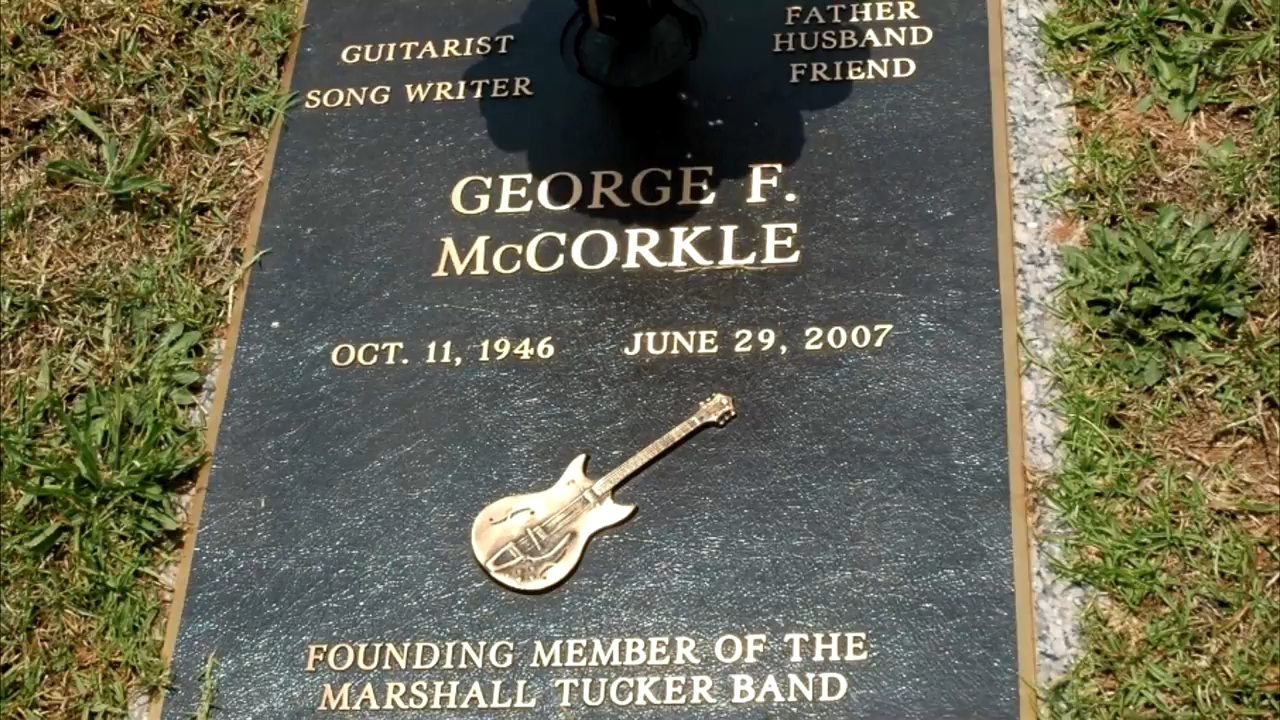 GUITARIST
SONG WRITER
FATHER
HUSBAND
FRIEND
GEORGE F.
McCORKLE
OCT. 11, 1946 JUNE 29, 2007
FOUNDING MEMBER OF THE
MARSHALL TUCKER BAND